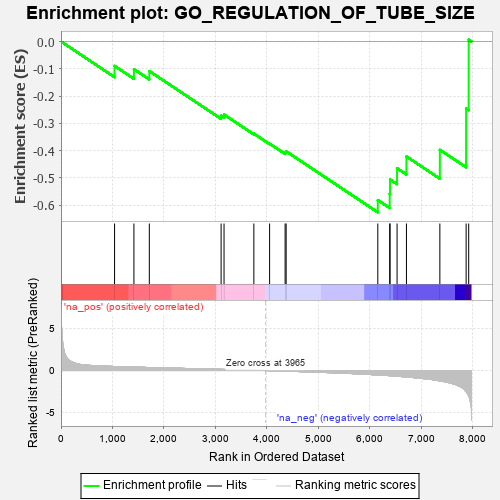 Enrichment plot: GO_REGULATION_OF_TUBE_SIZE
Enrichment score (ES)
0.0
-0.1
-0.2
-0.3
-0.4
-0.5
-0.6
'na_pos' (positively correlated)
Ranked list metric (PreRanked)
5
0
-5
Zero cross at 3965
'na_neg' (negatively correlated)
0 1,000 2,000 3,000 4,000 5,000 6,000 7,000 8,000
Rank in Ordered Dataset
Enrichment profile Hits Ranking metric scores